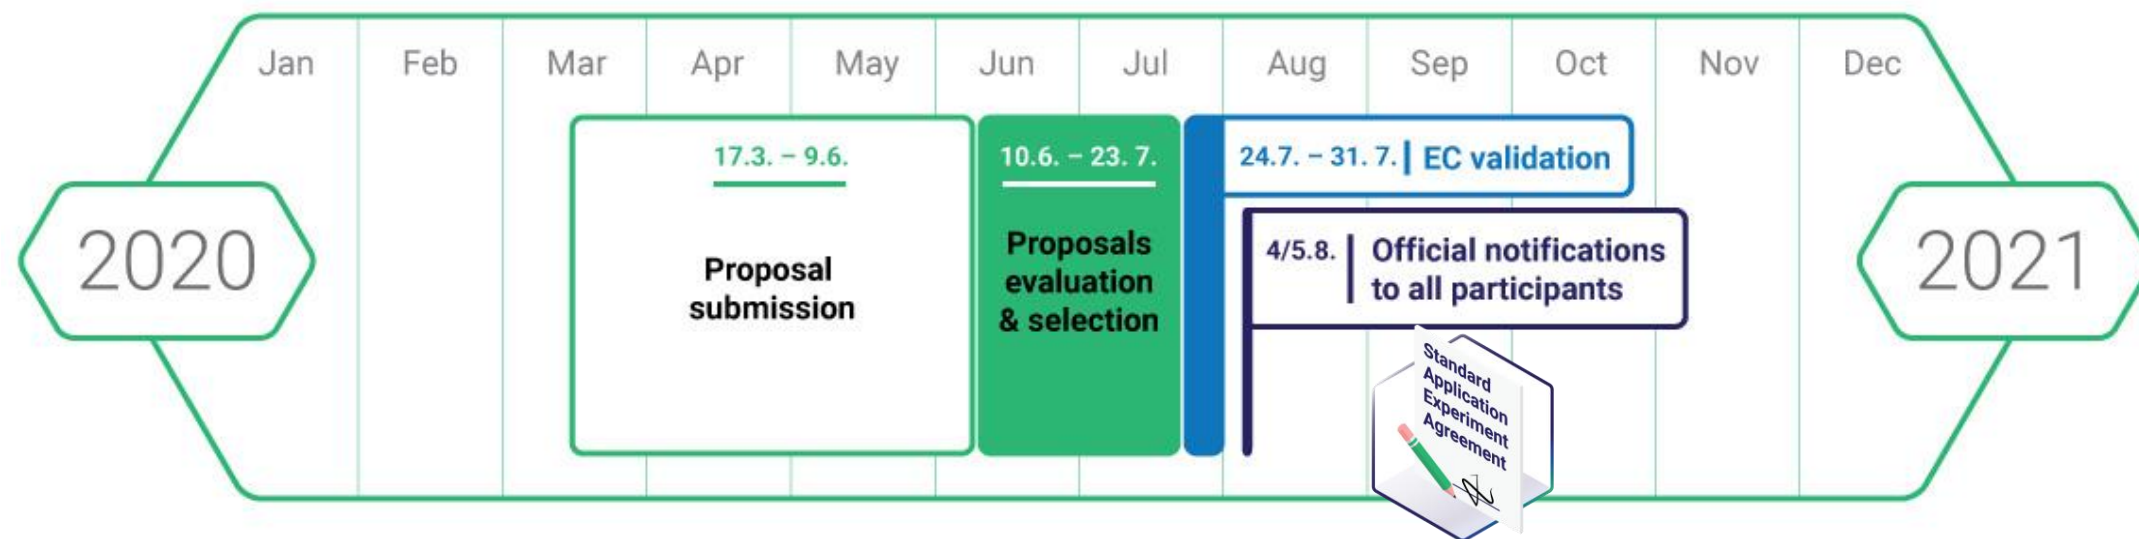 Jan Feb Mar Apr May Jun Jul Aug Sep Oct Nov Dec
2020
17.3. – 9.6.
Proposal
submission
10.6. – 23. 7.
Proposals
evaluation
& selection
24.7. – 31. 7. | EC validation
4/5.8. | Official notifications
to all participants
Standard
Application
Experiment
Agreement
2021